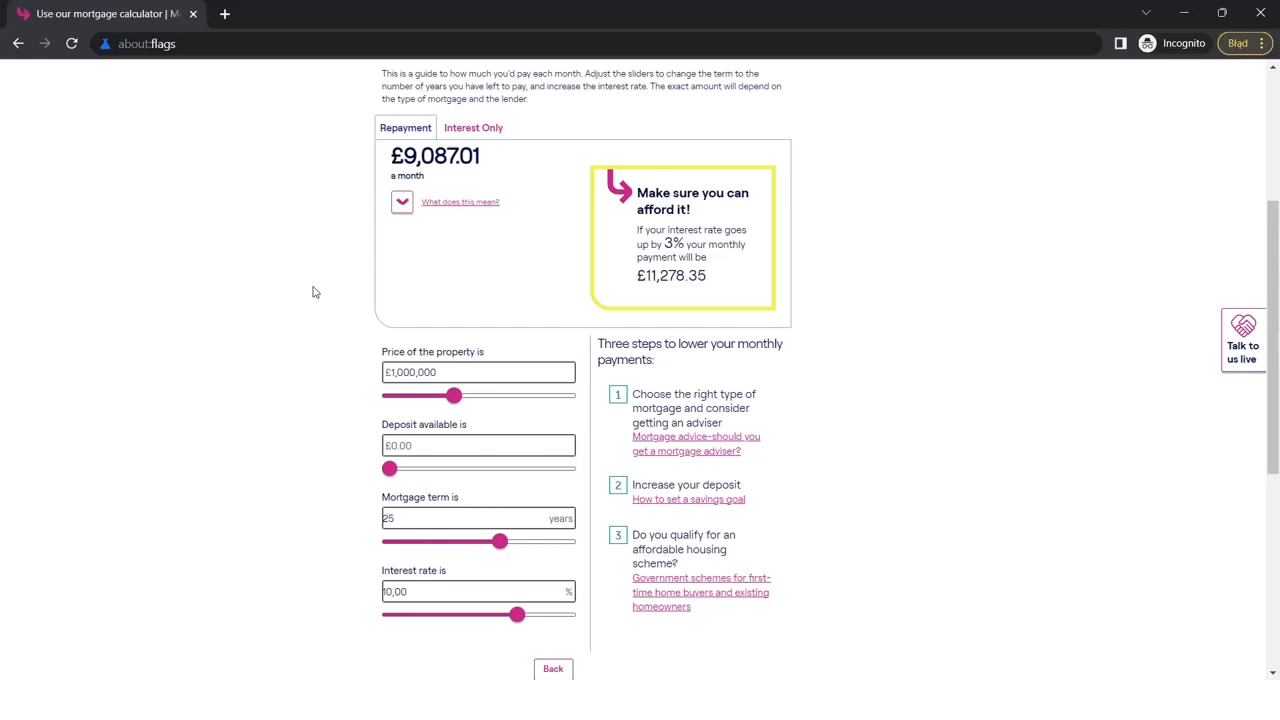 Use our mortgage calculator | M
about:flags
Incognito
Błąd
This is a guide to how much you'd pay each month. Adjust the sliders to change the term to the
number of years you have left to pay, and increase the interest rate. The exact amount will depend on
the type of mortgage and the lender.
Repayment
Interest Only
£9,087.01
a month
What does this mean?
Make sure you can
afford it!
If your interest rate goes
up by 3% your monthly
payment will be
£11,278.35
Talk to
us live
Price of the property is
£1,000,000
Deposit available is
£0.00
Mortgage term is
25 years
Interest rate is
10,00 %
Back
Three steps to lower your monthly
payments:
1 Choose the right type of
mortgage and consider
getting an adviser
Mortgage advice-should you
get a mortgage adviser?
2 Increase your deposit
How to set a savings goal
3 Do you qualify for an
affordable housing
scheme?
Government schemes for first-
time home buyers and existing
homeowners